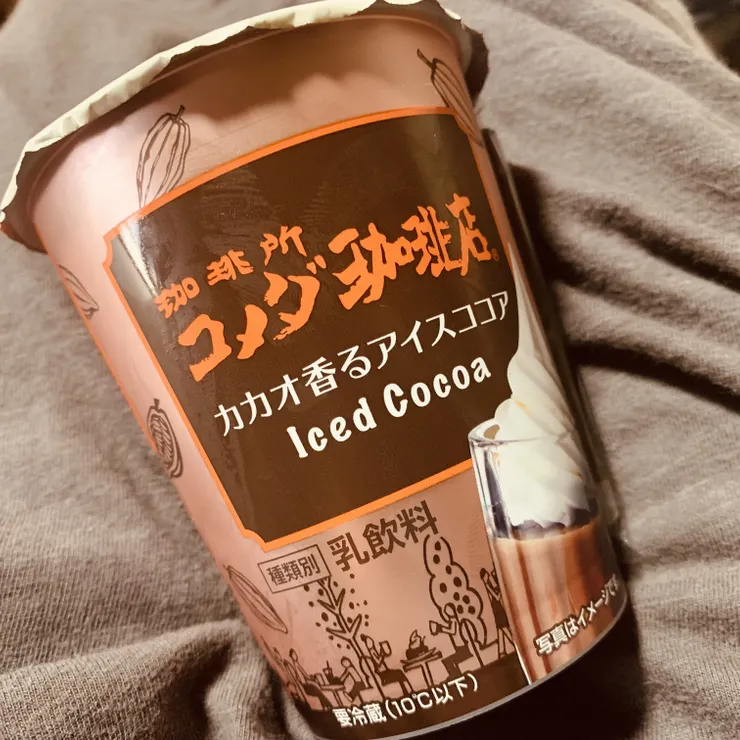 珈琲所
コメダ珈琲店®
カカオ香るアイスココア
Iced Cocoa
種類別 乳飲料
写真はイメージです
要冷蔵(10℃以下)